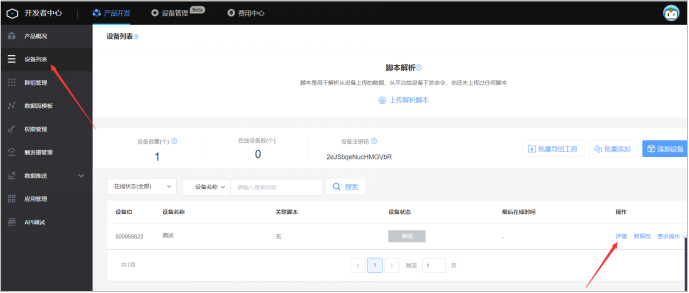 开发者中心 产品开发 设备管理 Beta 费用中心
产品概况
设备列表
群组管理
数据流模板
权限管理
触发器管理
数据推送
应用管理
API调试
设备列表
脚本解析
脚本是用于解析从设备上传的数据、从平台给设备下发命令，你还未上传过任何脚本
上传解析脚本
设备数量(个) 在线设备数(个) 设备注册码
1 0 2eJSbqeNucHMGVbR
批量导出工具 批量添加 添加设备
在线状态(全部) 设备名称 请输入搜索内容 搜索
设备ID 设备名称 关联脚本 设备状态 最后在线时间 操作
500956622 测试 无 离线 - 详情 数据流 更多操作
共1项 < 1 > 跳至 1 页